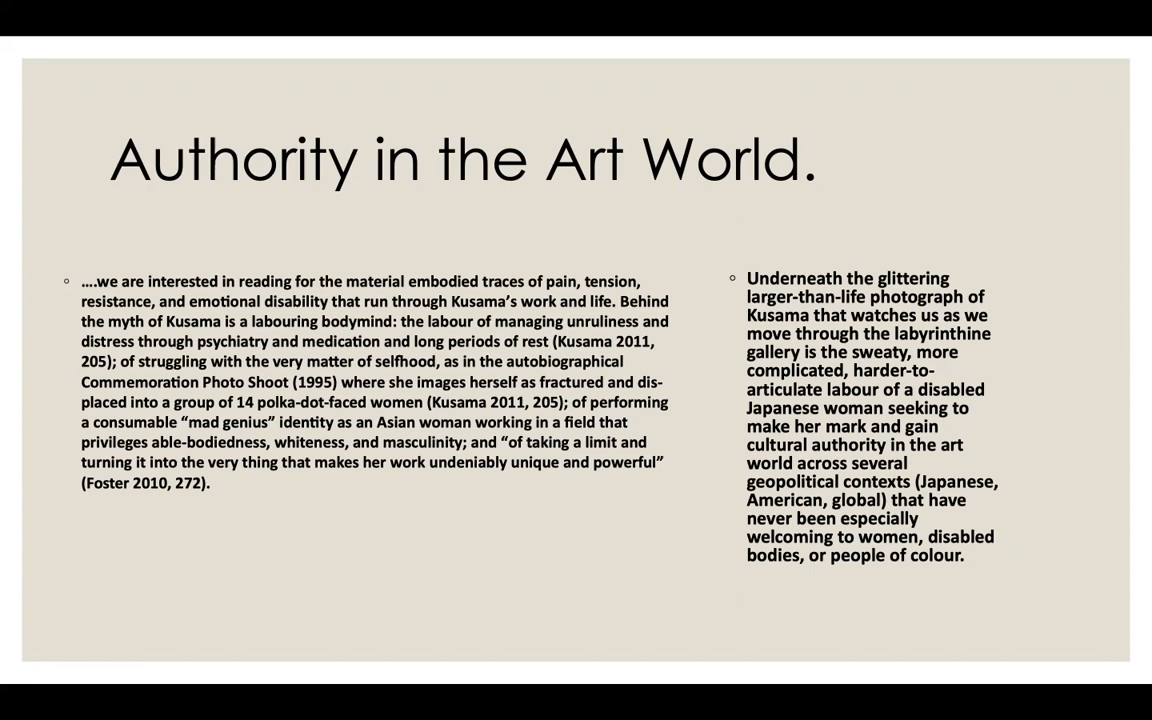 Authority in the Art World.
….we are interested in reading for the material embodied traces of pain, tension,
resistance, and emotional disability that run through Kusama’s work and life. Behind
the myth of Kusama is a labouring bodymind: the labour of managing unruliness and
distress through psychiatry and medication and long periods of rest (Kusama 2011,
205); of struggling with the very matter of selfhood, as in the autobiographical
Commemoration Photo Shoot (1995) where she images herself as fractured and dis-
placed into a group of 14 polka-dot-faced women (Kusama 2011, 205); of performing
a consumable “mad genius” identity as an Asian woman working in a field that
privileges able-bodiedness, whiteness, and masculinity; and “of taking a limit and
turning it into the very thing that makes her work undeniably unique and powerful”
(Foster 2010, 272).
Underneath the glittering
larger-than-life photograph of
Kusama that watches us as we
move through the labyrinthine
gallery is the sweaty, more
complicated, harder-to-
articulate labour of a disabled
Japanese woman seeking to
make her mark and gain
cultural authority in the art
world across several
geopolitical contexts (Japanese,
American, global) that have
never been especially
welcoming to women, disabled
bodies, or people of colour.